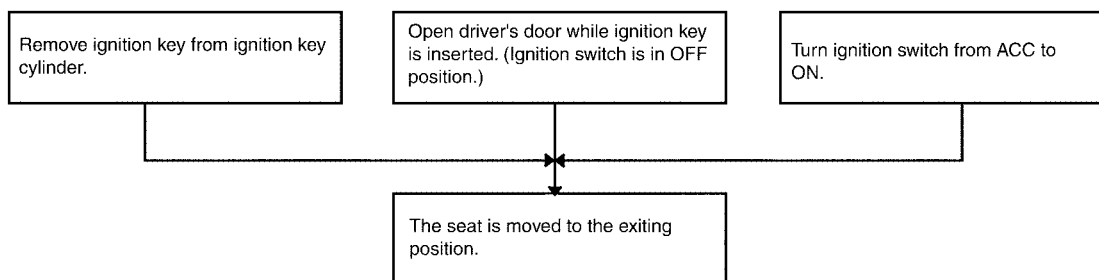 Remove ignition key from ignition key
cylinder.
Open driver's door while ignition key
is inserted. (Ignition switch is in OFF
position.)
Turn ignition switch from ACC to
ON.
The seat is moved to the exiting
position.